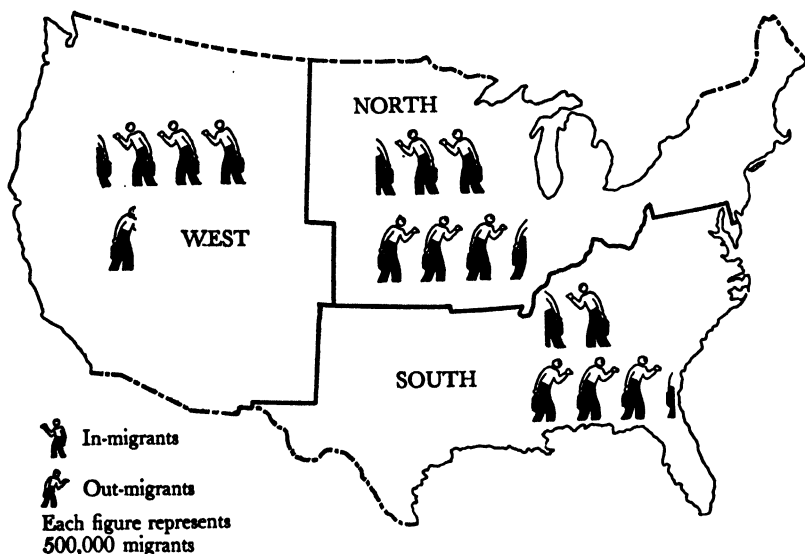 NORTH
WEST
SOUTH
In-migrants
Out-migrants
Each figure represents
500,000 migrants